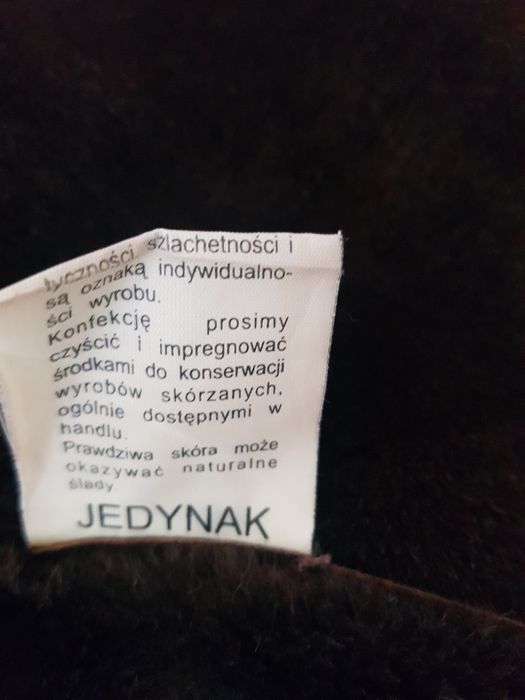 tyczności szlachetności i
są oznaką indywidualno-
ści wyrobu.
Konfekcję prosimy
czyścić i impregnować
środkami do konserwacji
wyrobów skórzanych,
ogólnie dostępnymi w
handlu.
Prawdziwa skóra może
okazywać naturalne
ślady
JEDYNAK